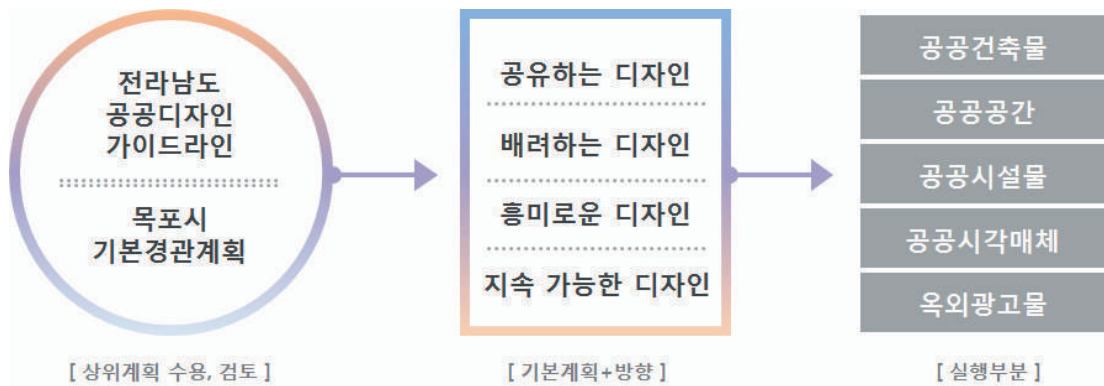 전라남도
공공디자인
가이드라인
목포시
기본경관계획
[ 상위계획 수용, 검토 ]
공유하는 디자인
배려하는 디자인
흥미로운 디자인
지속 가능한 디자인
[ 기본계획+방향 ]
공공건축물
공공공간
공공시설물
공공시각매체
옥외광고물
[ 실행부분 ]